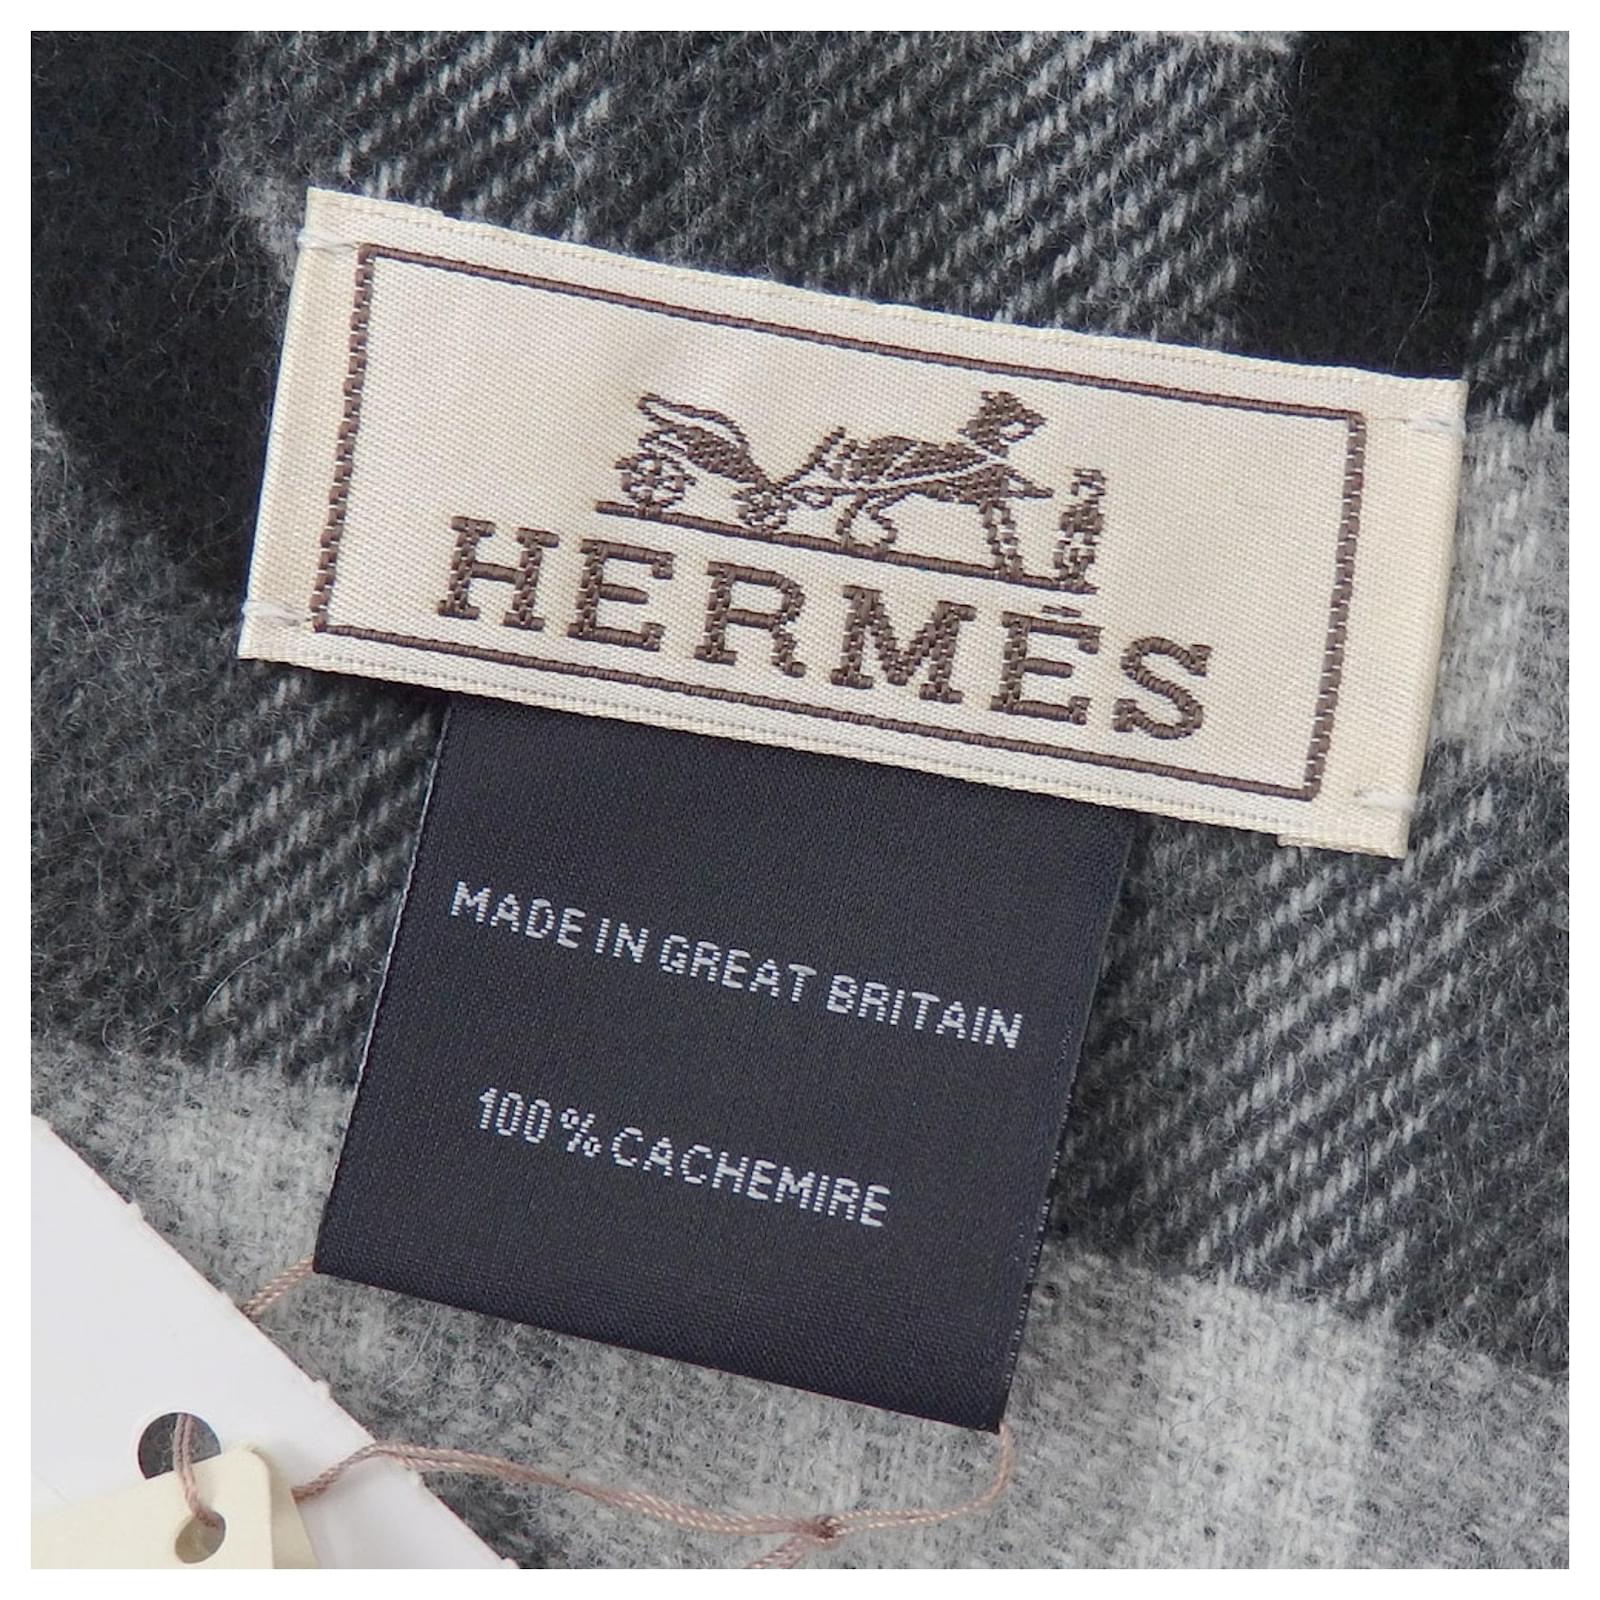 HERMÈS
MADE IN GREAT BRITAIN
100% CACHEMIRE